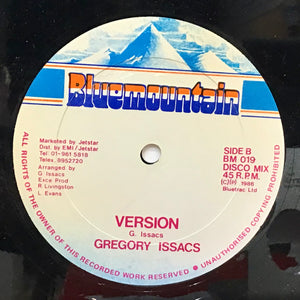 Bluemountain
Marketed by Jetstar
Dist by EMI / Jetstar
Tel: 01-961 5818
Telex. 8952720
Arranged by
G. Issacs
Exce Prod
R. Livingston
L. Evans
SIDE B
BM 019
DISCO MIX
45 R.P.M.
(C)(P) 1986
Bluetrac Ltd
VERSION
G. Issacs
GREGORY ISSACS
ALL RIGHTS OF THE OWNER OF THIS RECORDED WORK RESERVED • UNAUTHORISED COPYING PROHIBITED